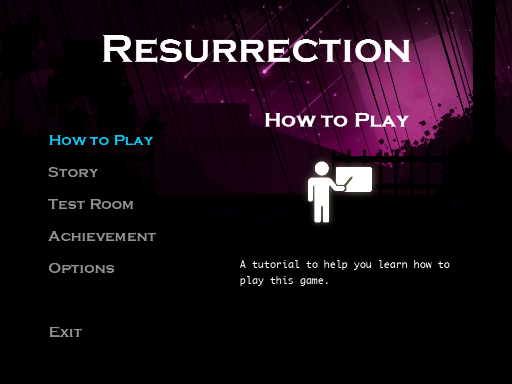 Resurrection
How to Play
How to Play
Story
Test Room
Achievement
Options
A tutorial to help you learn how to
play this game.
Exit